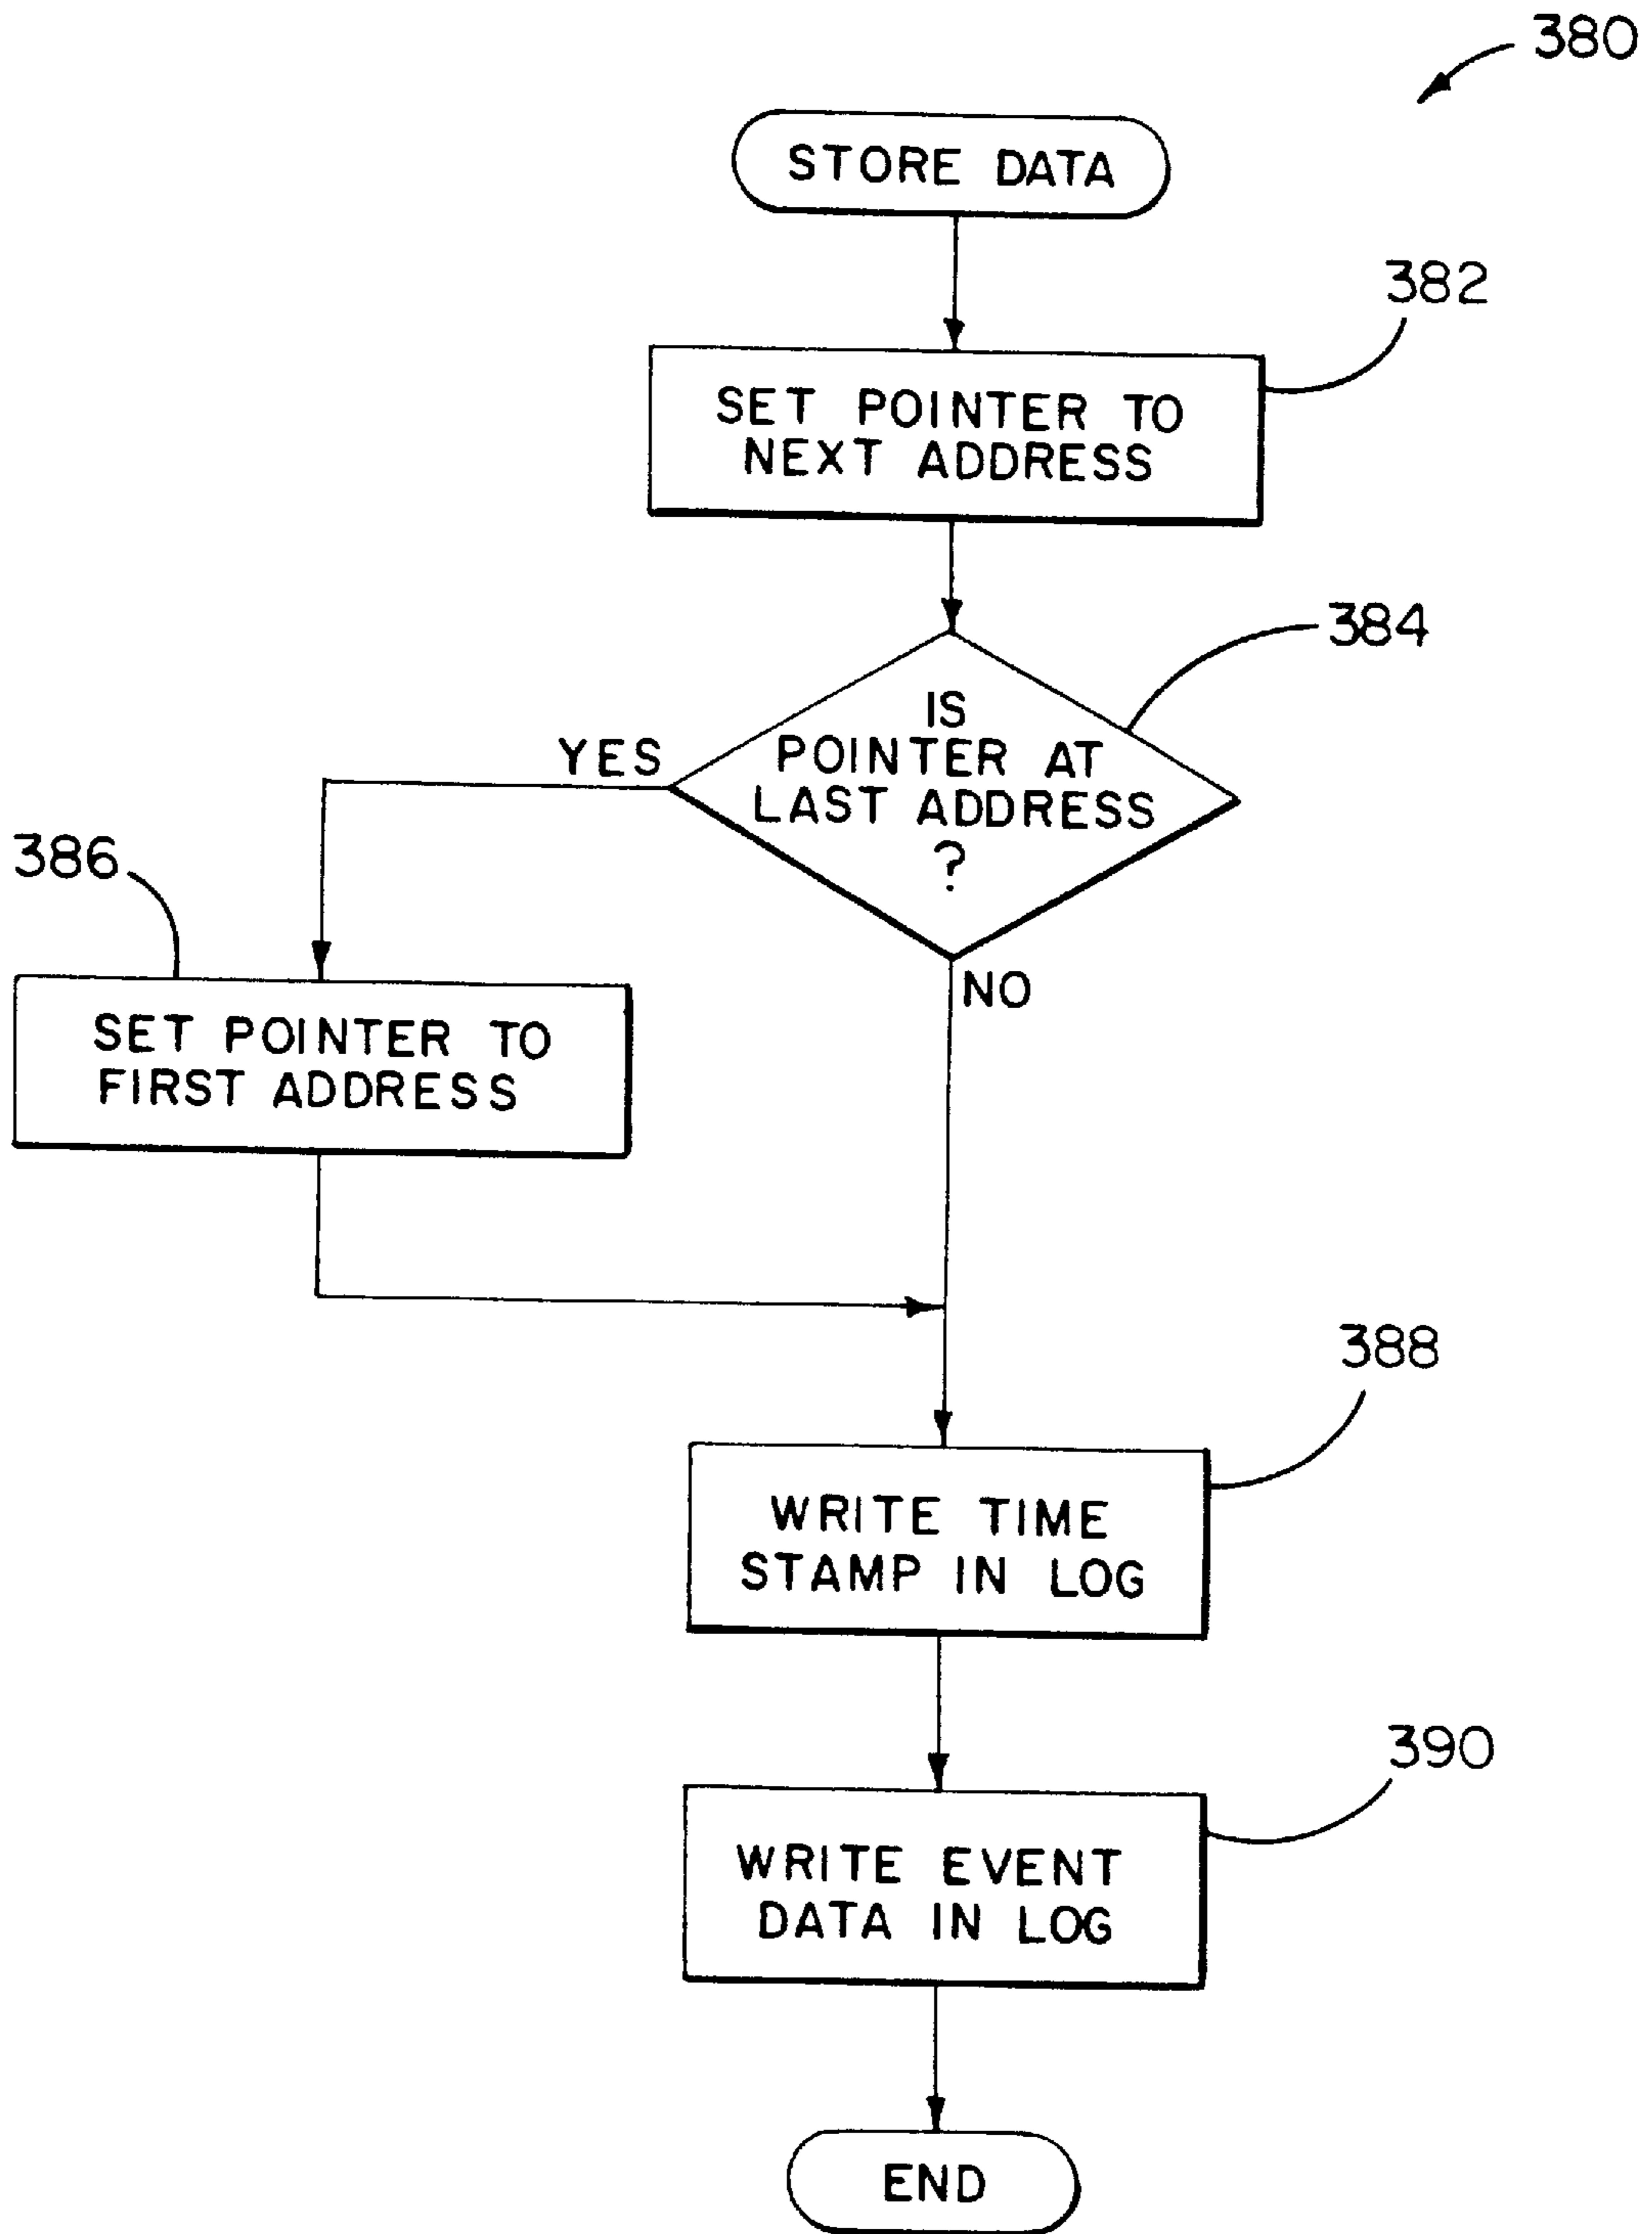 380
STORE DATA
382
SET POINTER TO
NEXT ADDRESS
384
IS
POINTER AT
LAST ADDRESS
?
YES
386
NO
SET POINTER TO
FIRST ADDRESS
388
WRITE TIME
STAMP IN LOG
390
WRITE EVENT
DATA IN LOG
END